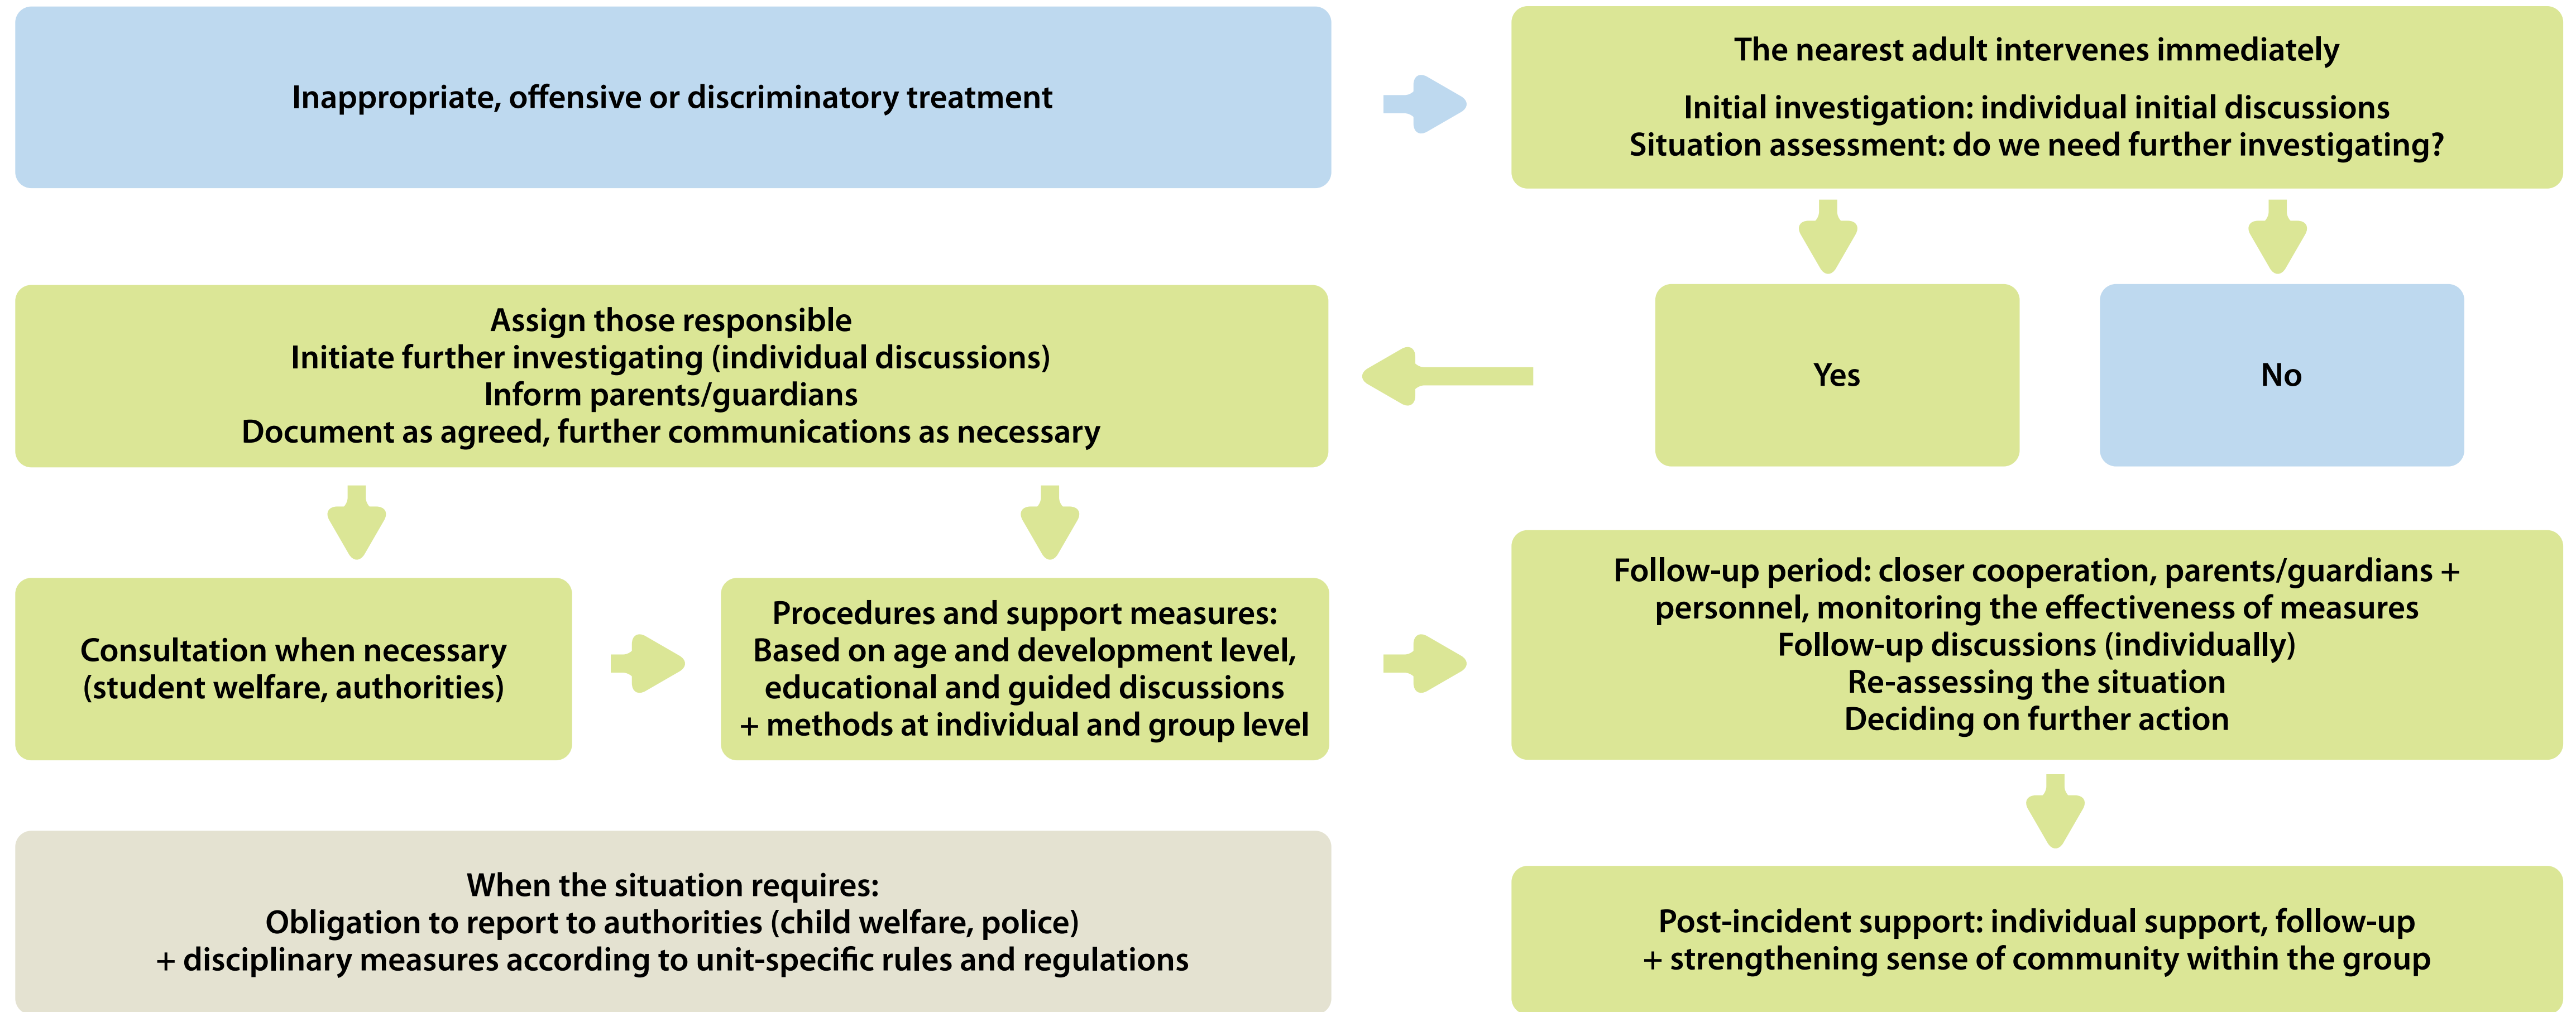 Inappropriate, offensive or discriminatory treatment
The nearest adult intervenes immediately
Initial investigation: individual initial discussions
Situation assessment: do we need further investigating?
Yes
No
Assign those responsible
Initiate further investigating (individual discussions)
Inform parents/guardians
Document as agreed, further communications as necessary
Consultation when necessary
(student welfare, authorities)
Procedures and support measures:
Based on age and development level,
educational and guided discussions
+ methods at individual and group level
Follow-up period: closer cooperation, parents/guardians +
personnel, monitoring the effectiveness of measures
Follow-up discussions (individually)
Re-assessing the situation
Deciding on further action
When the situation requires:
Obligation to report to authorities (child welfare, police)
+ disciplinary measures according to unit-specific rules and regulations
Post-incident support: individual support, follow-up
+ strengthening sense of community within the group